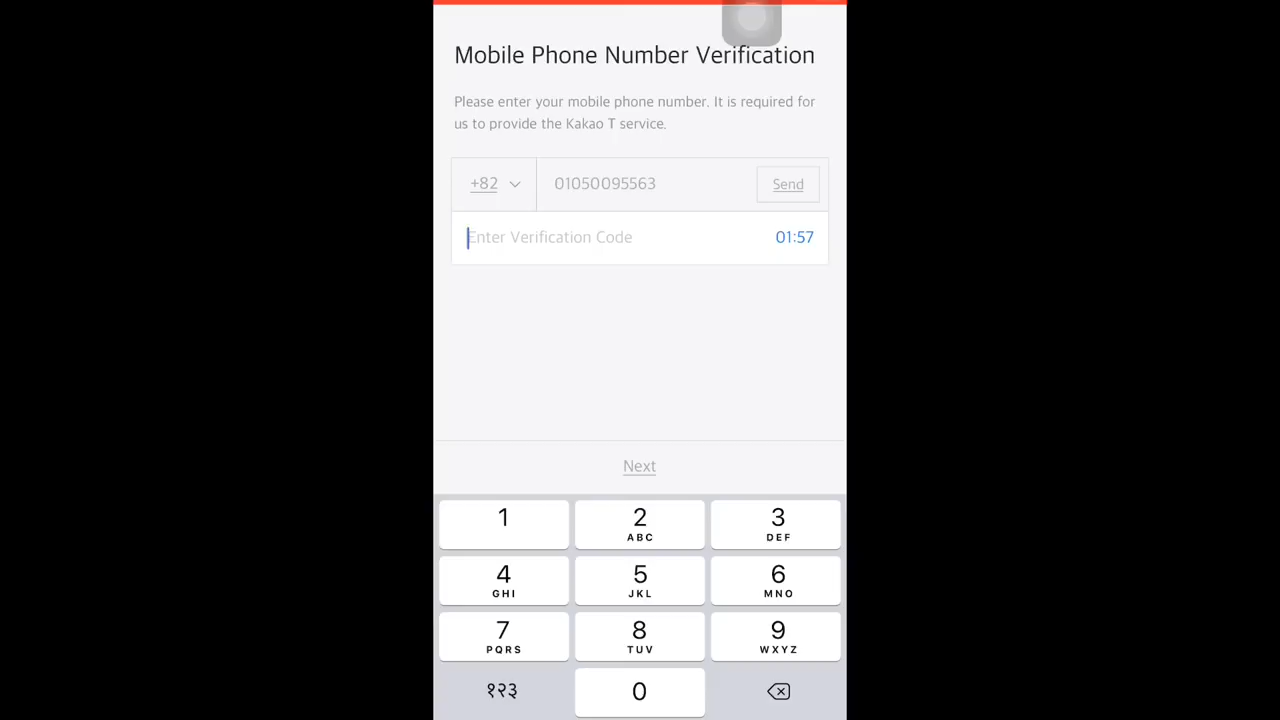 Mobile Phone Number Verification
Please enter your mobile phone number. It is required for
us to provide the Kakao T service.
+82 01050095563 Send
Enter Verification Code 01:57
Next
1 2 3
ABC DEF
4 5 6
GHI JKL MNO
7 8 9
PQRS TUV WXYZ
१२३ 0